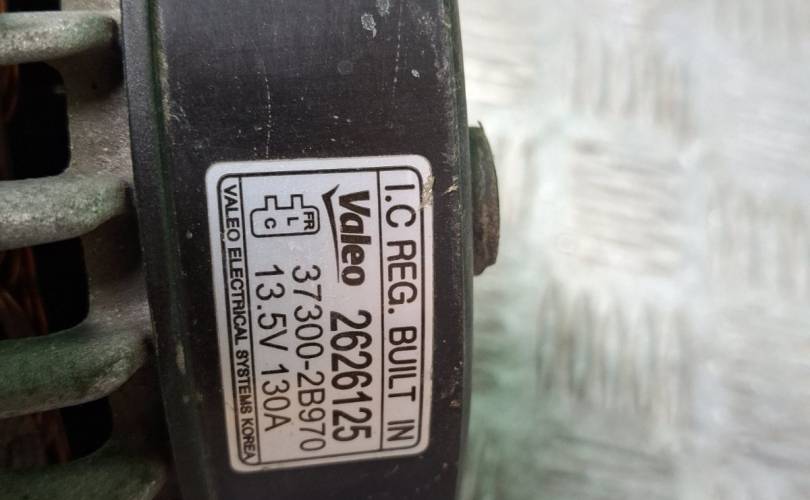 I.C REG. BUILT IN
Valeo 2626125
FR
L
C
37300-2B970
13.5V 130A
VALEO ELECTRICAL SYSTEMS KOREA